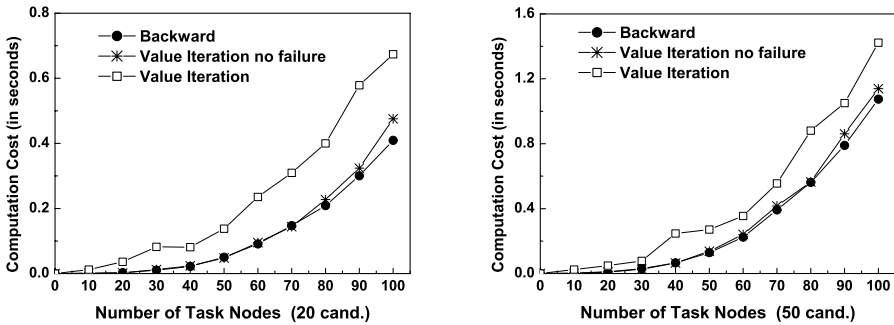 0.8
0.6
0.4
0.2
0.0
Computation Cost (in seconds)
Backward
Value Iteration no failure
Value Iteration
0 10 20 30 40 50 60 70 80 90 100
Number of Task Nodes (20 cand.)
1.6
1.2
0.8
0.4
0.0
Computation Cost (in seconds)
Backward
Value Iteration no failure
Value Iteration
0 10 20 30 40 50 60 70 80 90 100
Number of Task Nodes (50 cand.)